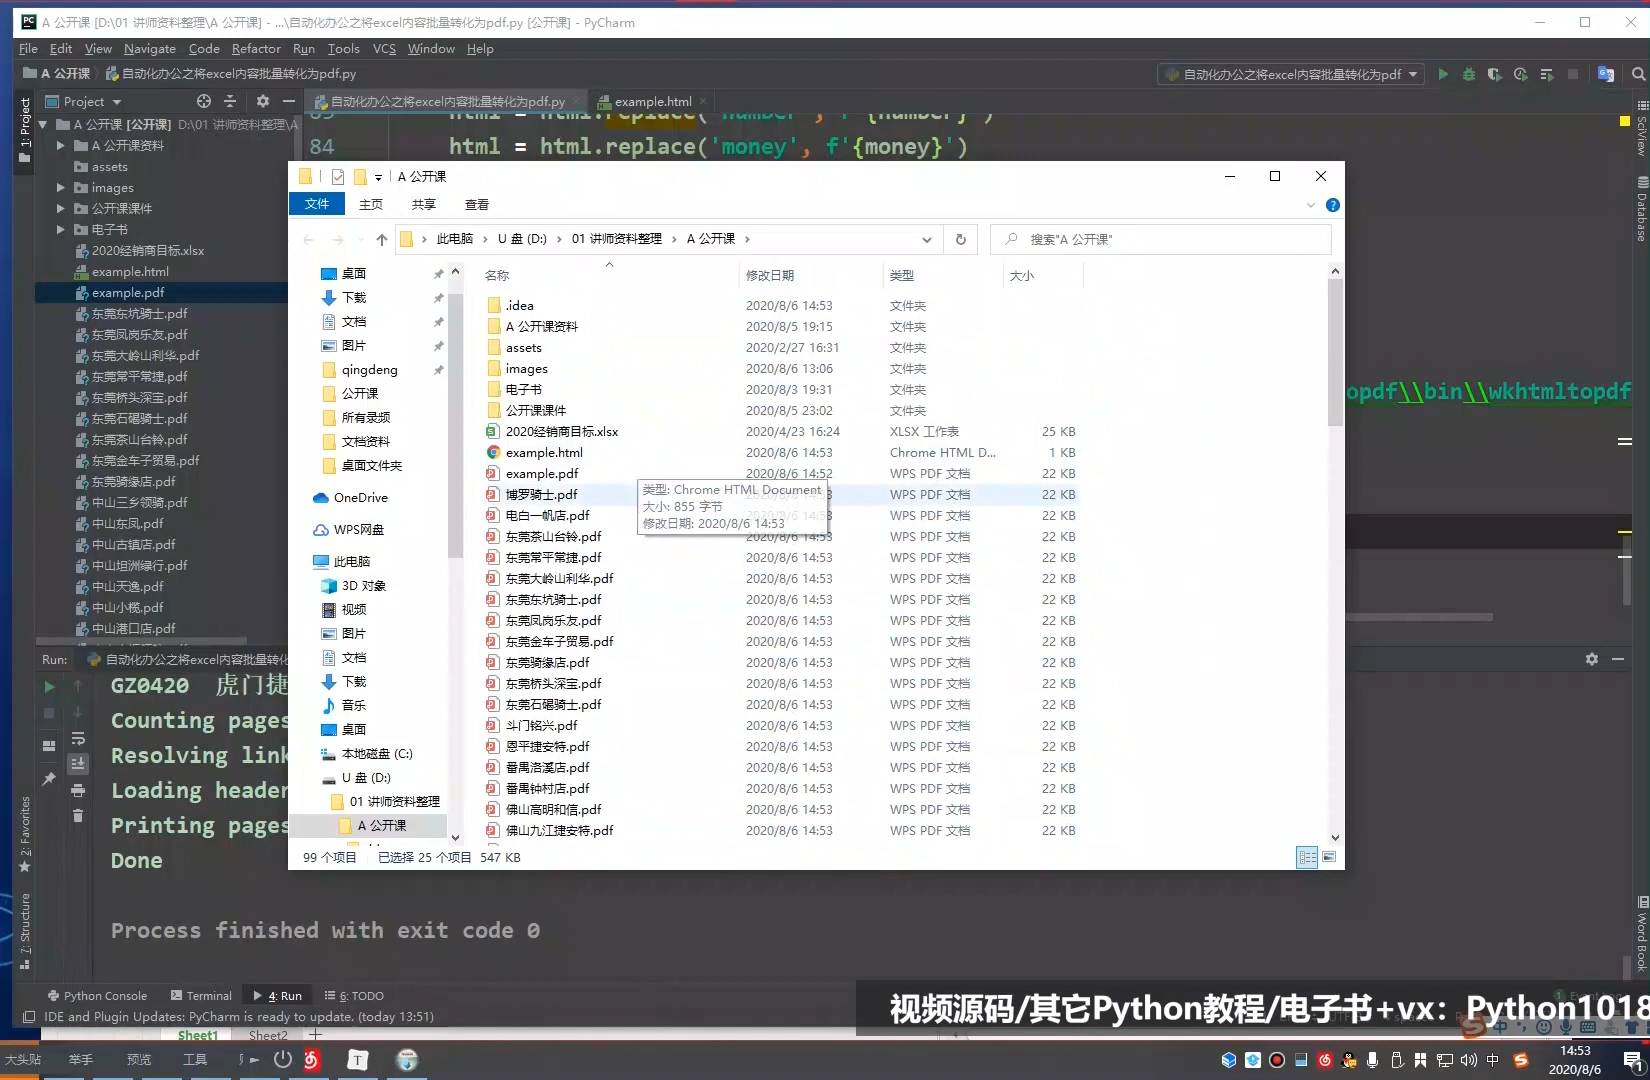 A 公开课 [D:\01 讲师资料整理\A 公开课] - ...\自动化办公之将excel内容批量转化为pdf.py [公开课] - PyCharm
File Edit View Navigate Code Refactor Run Tools VCS Window Help
A 公开课 自动化办公之将excel内容批量转化为pdf.py
自动化办公之将excel内容批量转化为pdf
Project
自动化办公之将excel内容批量转化为pdf.py
example.html
1: Project
A 公开课 [公开课] D:\01 讲师资料整理\A
A 公开课资料
assets
images
公开课课件
电子书
2020经销商目标.xlsx
example.html
example.pdf
东莞东坑骑士.pdf
东莞凤岗乐友.pdf
东莞大岭山利华.pdf
东莞常平常捷.pdf
东莞桥头深宝.pdf
东莞石碣骑士.pdf
东莞茶山台铃.pdf
东莞金车子贸易.pdf
东莞骑缘店.pdf
中山三乡领骑.pdf
中山东凤.pdf
中山古镇店.pdf
中山坦洲绿行.pdf
中山天逸.pdf
中山小榄.pdf
中山港口店.pdf
html = html.replace('number', f'{number}')
84 html = html.replace('money', f'{money}')
opdf\\bin\\wkhtmltopdf
SciView
Database
Word Book
A 公开课
文件 主页 共享 查看
此电脑 › U 盘 (D:) › 01 讲师资料整理 › A 公开课 ›
搜索"A 公开课"
桌面
下载
文档
图片
qingdeng
公开课
所有录频
文档资料
桌面文件夹
OneDrive
WPS网盘
此电脑
3D 对象
视频
图片
文档
下载
音乐
桌面
本地磁盘 (C:)
U 盘 (D:)
01 讲师资料整理
A 公开课
名称 修改日期 类型 大小
.idea 2020/8/6 14:53 文件夹
A 公开课资料 2020/8/5 19:15 文件夹
assets 2020/2/27 16:31 文件夹
images 2020/8/6 13:06 文件夹
电子书 2020/8/3 19:31 文件夹
公开课课件 2020/8/5 23:02 文件夹
2020经销商目标.xlsx 2020/4/23 16:24 XLSX 工作表 25 KB
example.html 2020/8/6 14:53 Chrome HTML D... 1 KB
example.pdf 2020/8/6 14:52 WPS PDF 文档 22 KB
博罗骑士.pdf WPS PDF 文档 22 KB
电白一帆店.pdf WPS PDF 文档 22 KB
东莞茶山台铃.pdf 2020/8/6 14:53 WPS PDF 文档 22 KB
东莞常平常捷.pdf 2020/8/6 14:53 WPS PDF 文档 22 KB
东莞大岭山利华.pdf 2020/8/6 14:53 WPS PDF 文档 22 KB
东莞东坑骑士.pdf 2020/8/6 14:53 WPS PDF 文档 22 KB
东莞凤岗乐友.pdf 2020/8/6 14:53 WPS PDF 文档 22 KB
东莞金车子贸易.pdf 2020/8/6 14:53 WPS PDF 文档 22 KB
东莞骑缘店.pdf 2020/8/6 14:53 WPS PDF 文档 22 KB
东莞桥头深宝.pdf 2020/8/6 14:53 WPS PDF 文档 22 KB
东莞石碣骑士.pdf 2020/8/6 14:53 WPS PDF 文档 22 KB
斗门铭兴.pdf 2020/8/6 14:53 WPS PDF 文档 22 KB
恩平捷安特.pdf 2020/8/6 14:53 WPS PDF 文档 22 KB
番禺洛溪店.pdf 2020/8/6 14:53 WPS PDF 文档 22 KB
番禺钟村店.pdf 2020/8/6 14:53 WPS PDF 文档 22 KB
佛山高明和信.pdf 2020/8/6 14:53 WPS PDF 文档 22 KB
佛山九江捷安特.pdf 2020/8/6 14:53 WPS PDF 文档 22 KB
类型: Chrome HTML Document
大小: 855 字节
修改日期: 2020/8/6 14:53
99 个项目 已选择 25 个项目 547 KB
Run: 自动化办公之将excel内容批量转化
GZ0420 虎门捷
Counting pages
Resolving link
Loading header
Printing pages
Done
Process finished with exit code 0
2: Favorites
7: Structure
Python Console Terminal 4: Run 6: TODO
IDE and Plugin Updates: PyCharm is ready to update. (today 13:51)
视频源码/其它Python教程/电子书+vx：Python1018
Sheet1 Sheet2
大头贴 举手 预览 工具
中
14:53
2020/8/6